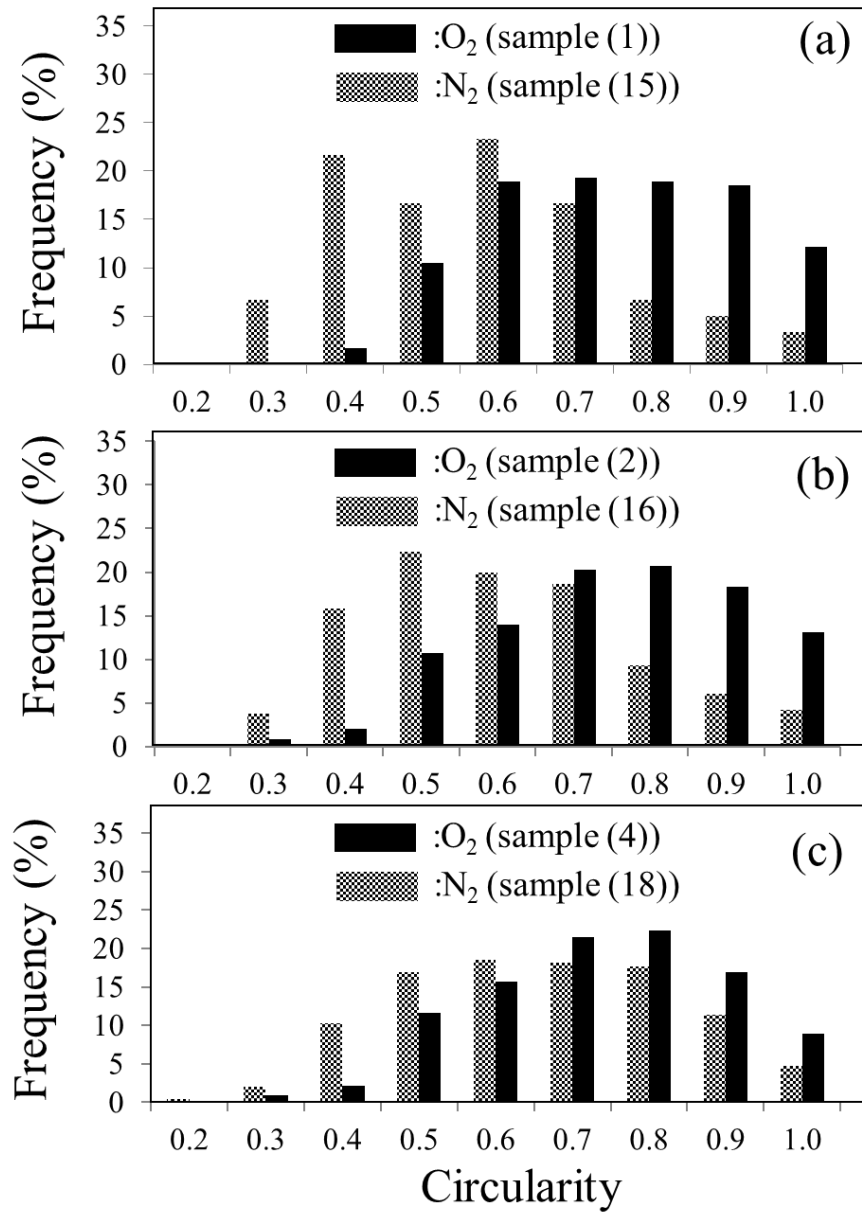 35
30
25
20
15
10
5
0
Frequency (%)
:O₂ (sample (1))
:N₂ (sample (15))
(a)
0.2 0.3 0.4 0.5 0.6 0.7 0.8 0.9 1.0
35
30
25
20
15
10
5
0
Frequency (%)
:O₂ (sample (2))
:N₂ (sample (16))
(b)
0.2 0.3 0.4 0.5 0.6 0.7 0.8 0.9 1.0
35
30
25
20
15
10
5
0
Frequency (%)
:O₂ (sample (4))
:N₂ (sample (18))
(c)
0.2 0.3 0.4 0.5 0.6 0.7 0.8 0.9 1.0
Circularity